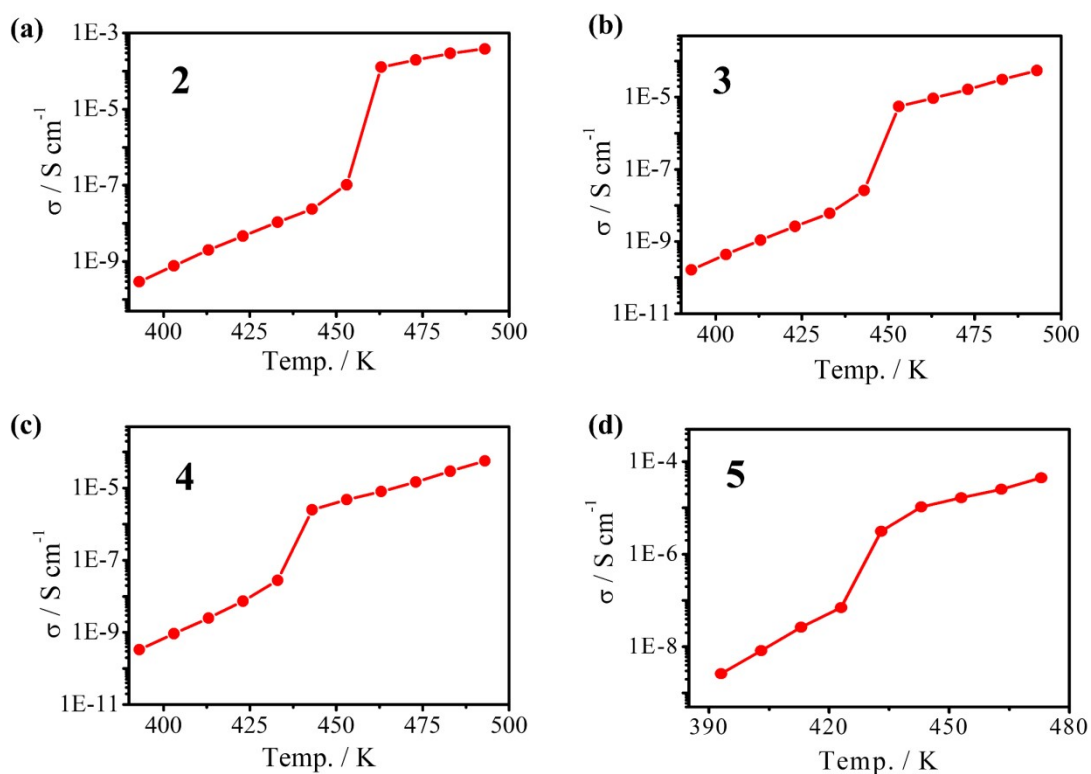 (a)
2
1E-3
1E-5
1E-7
1E-9
σ / S cm-1
400 425 450 475 500
Temp. / K
(b)
3
1E-5
1E-7
1E-9
1E-11
σ / S cm-1
400 425 450 475 500
Temp. / K
(c)
4
1E-5
1E-7
1E-9
1E-11
σ / S cm-1
400 425 450 475 500
Temp. / K
(d)
5
1E-4
1E-6
1E-8
σ / S cm-1
390 420 450 480
Temp. / K